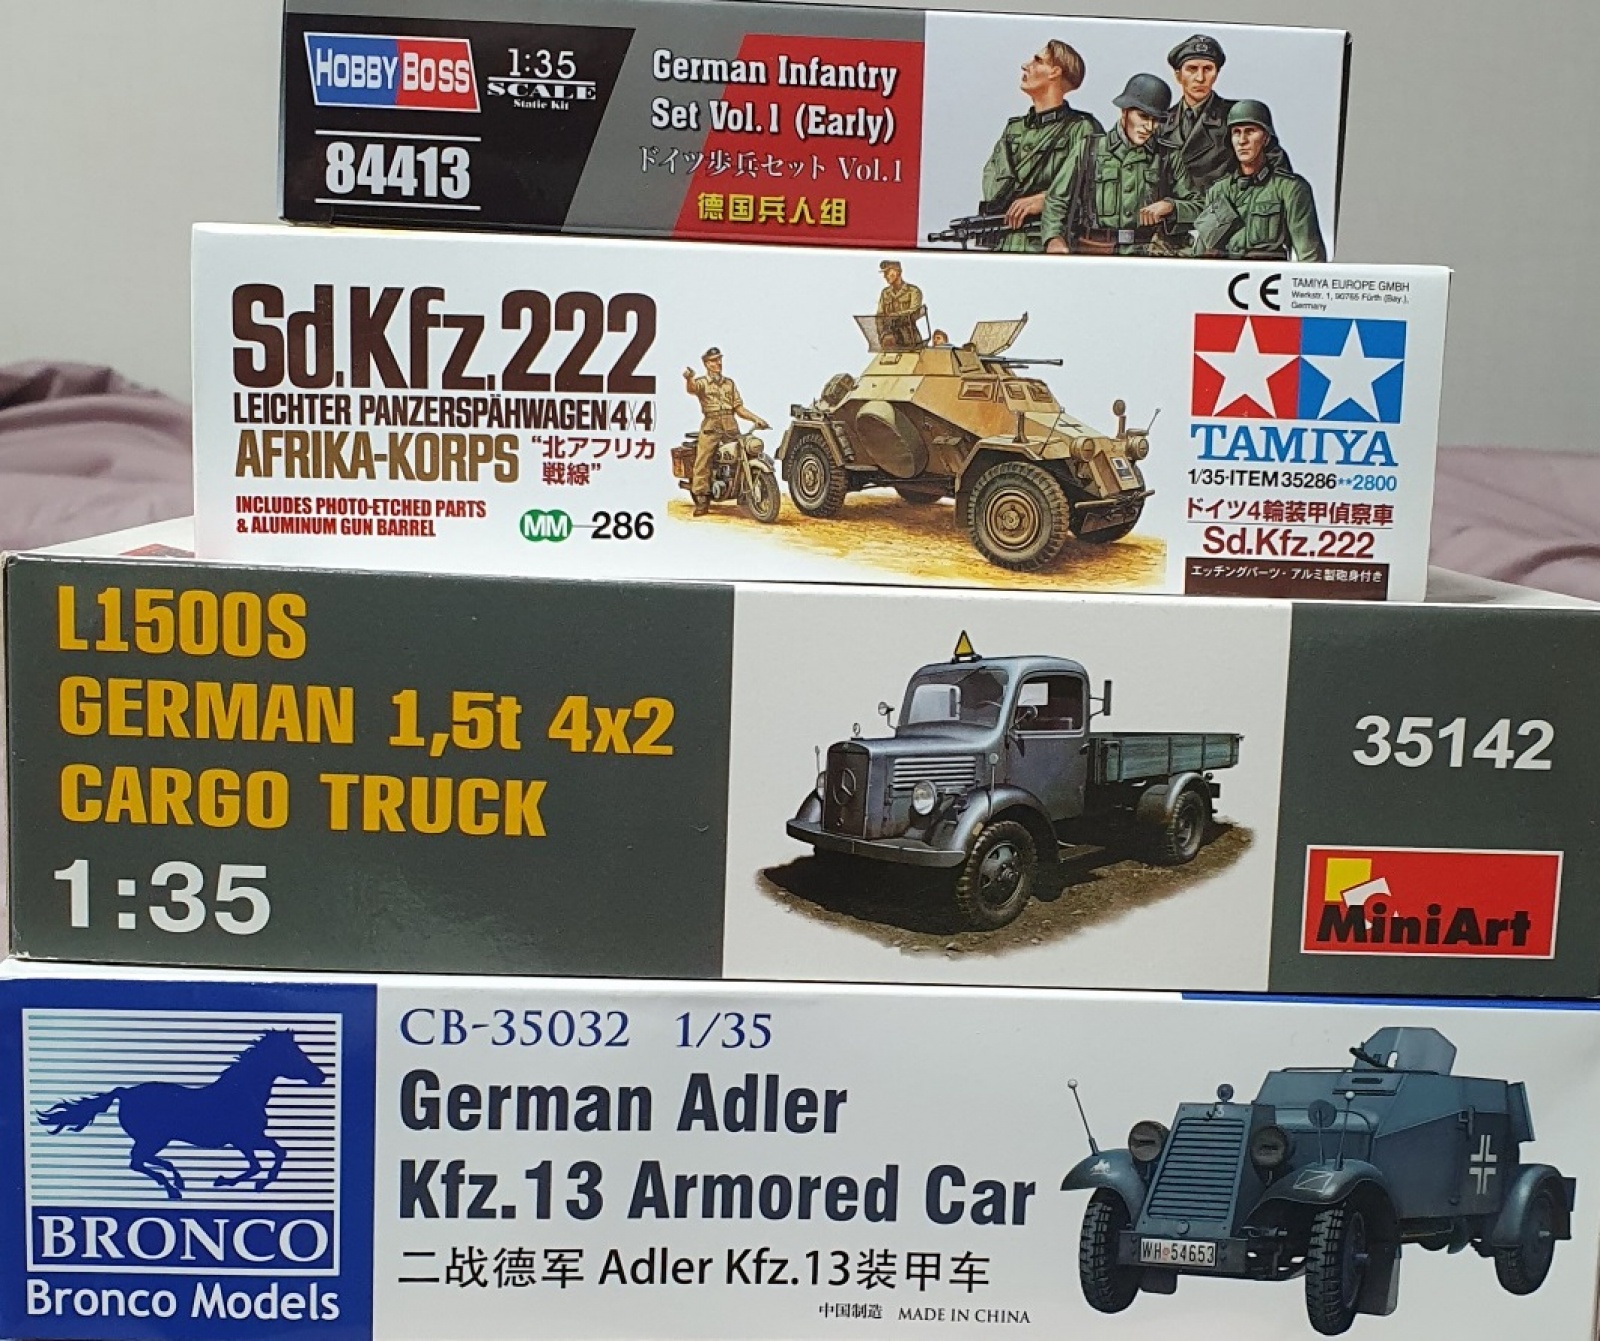 HOBBY BOSS
1:35
SCALE
Static Kit
84413
German Infantry
Set Vol.1 (Early)
ドイツ歩兵セット Vol.1
德国兵人组
Sd.Kfz.222
LEICHTER PANZERSPÄHWAGEN(4X4)
AFRIKA-KORPS "北アフリカ
戦線"
INCLUDES PHOTO-ETCHED PARTS
& ALUMINUM GUN BARREL
MM 286
CE TAMIYA EUROPE GMBH
Werkstr. 1, 90765 Fürth (Bay.),
Germany
TAMIYA
1/35-ITEM 35286**2800
ドイツ4輪装甲偵察車
Sd.Kfz.222
エッチングパーツ・アルミ製砲身付き
L1500S
GERMAN 1,5t 4x2
CARGO TRUCK
1:35
35142
MiniArt
BRONCO
Bronco Models
CB-35032 1/35
German Adler
Kfz.13 Armored Car
二战德军 Adler Kfz.13装甲车
中国制造 MADE IN CHINA
WH-54653